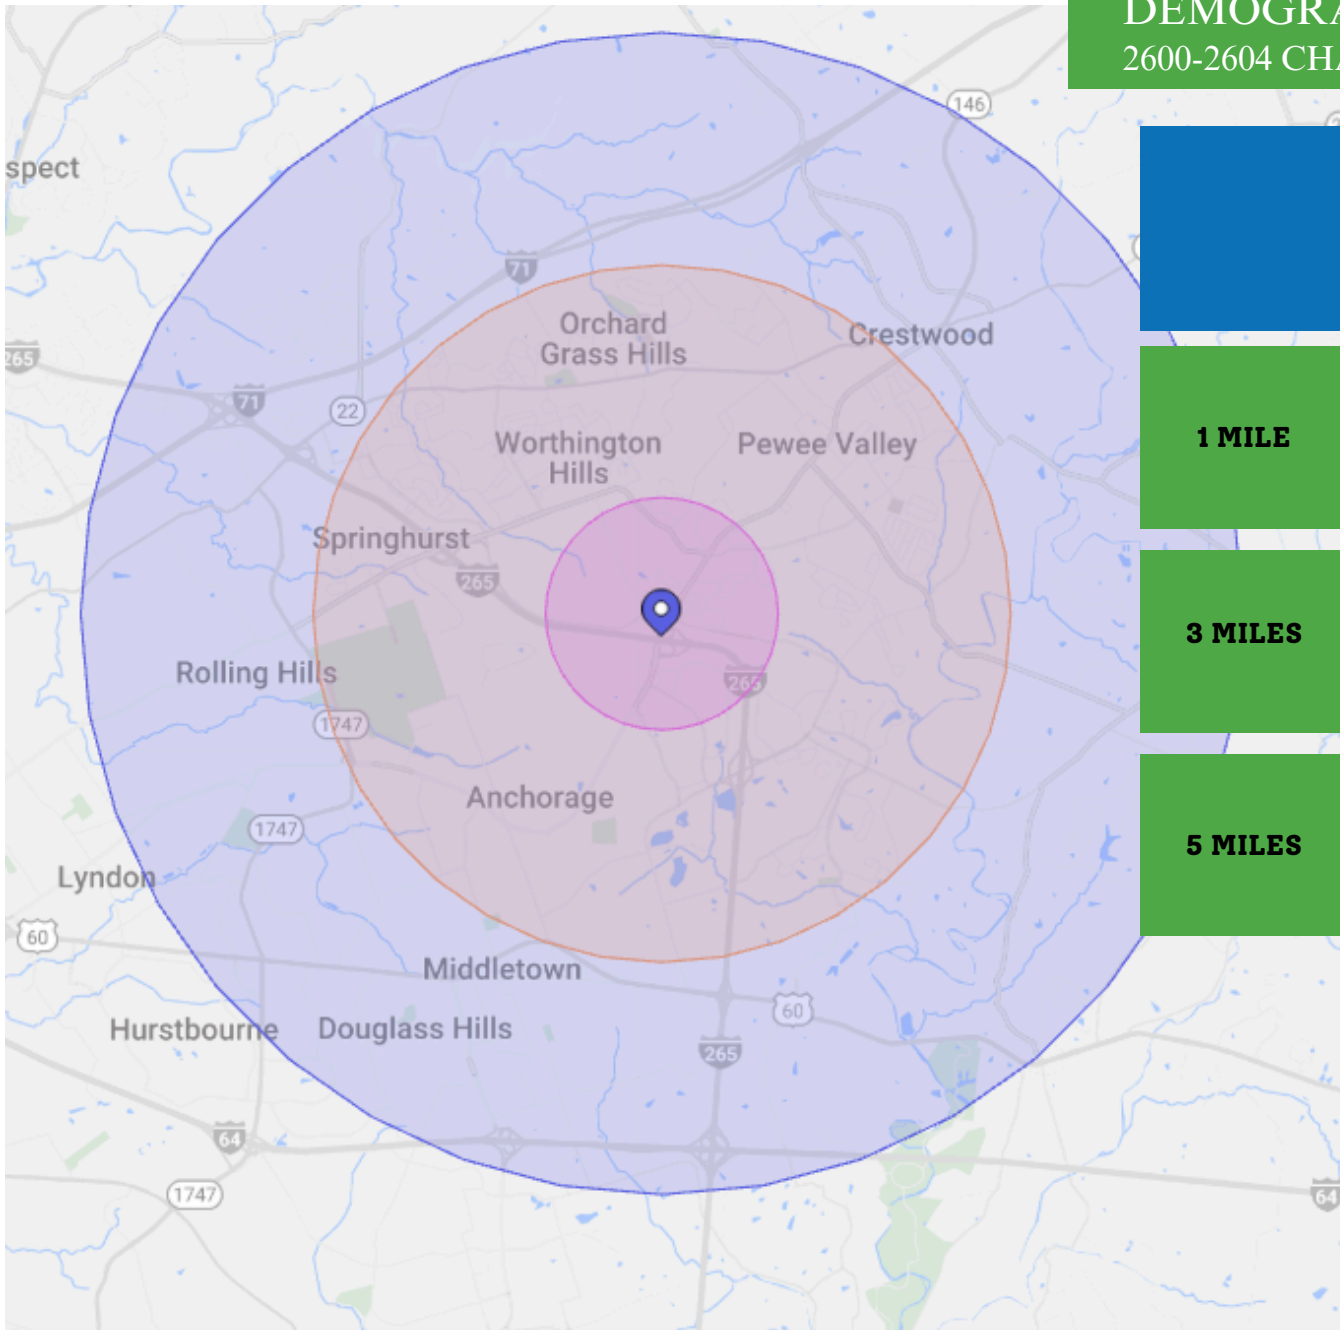 DEMOGRA
2600-2604 CHA
146
spect
71
Orchard
Grass Hills
Crestwood
265
71
22
Worthington
Hills
Pewee Valley
1 MILE
Springhurst
265
3 MILES
Rolling Hills
265
1747
Anchorage
1747
5 MILES
Lyndon
60
Middletown
60
Hurstbourne
Douglass Hills
265
64
1747
64